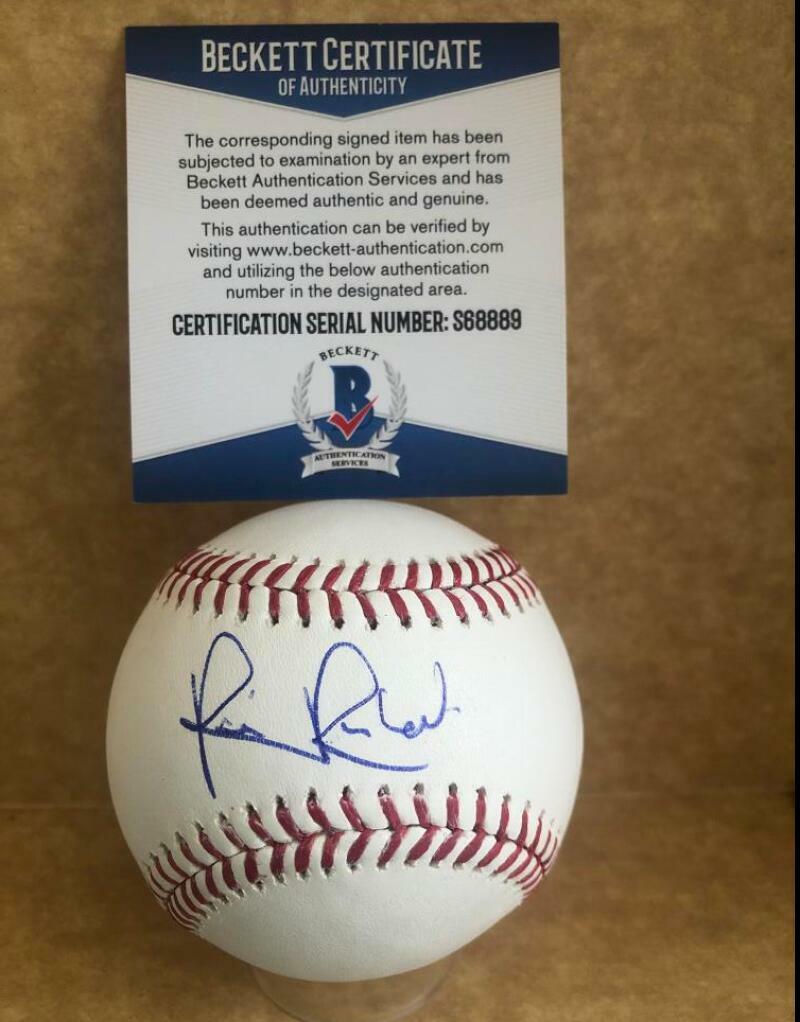 BECKETT CERTIFICATE
OF AUTHENTICITY
The corresponding signed item has been
subjected to examination by an expert from
Beckett Authentication Services and has
been deemed authentic and genuine.
This authentication can be verified by
visiting www.beckett-authentication.com
and utilizing the below authentication
number in the designated area.
CERTIFICATION SERIAL NUMBER: S68889
BECKETT
B
AUTHENTICATION
SERVICES